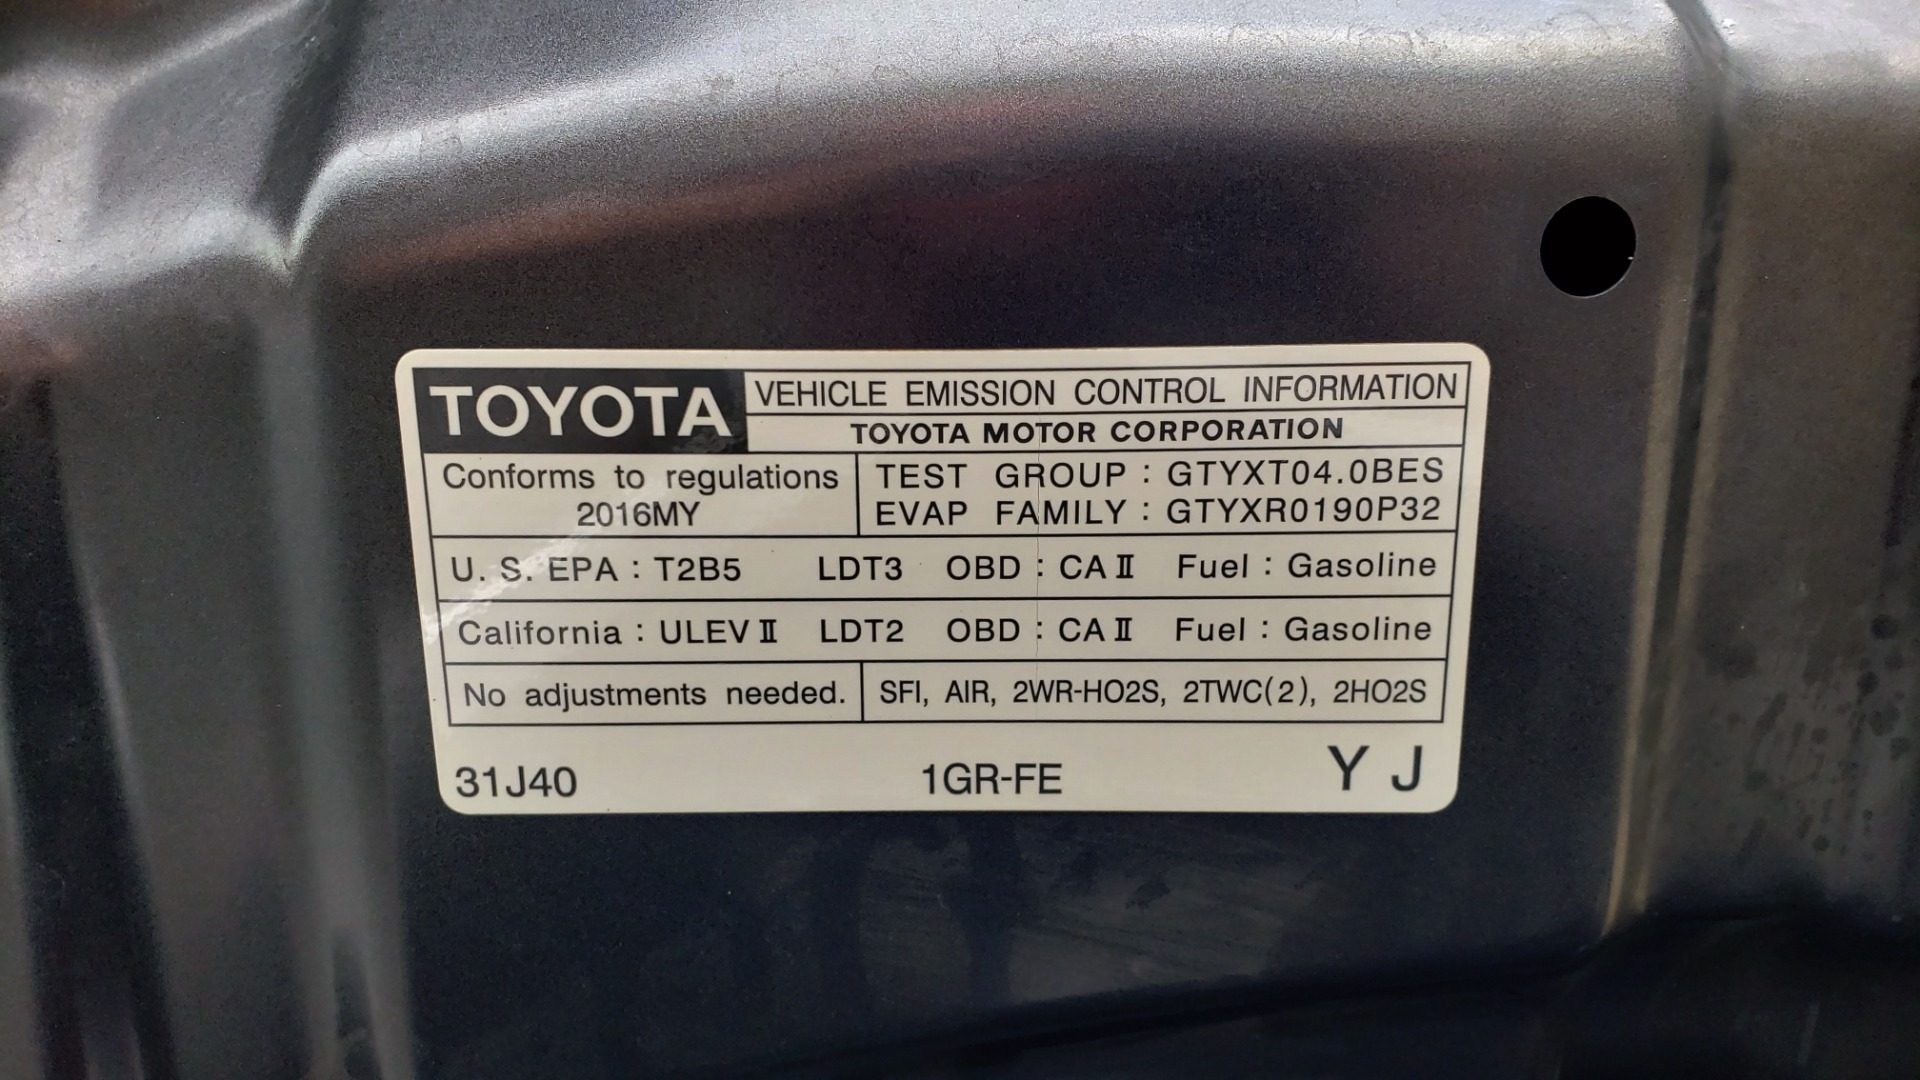 TOYOTA VEHICLE EMISSION CONTROL INFORMATION
TOYOTA MOTOR CORPORATION
Conforms to regulations
2016MY
TEST GROUP : GTYXT04.0BES
EVAP FAMILY : GTYXR0190P32
U. S. EPA : T2B5 LDT3 OBD : CA Ⅱ Fuel : Gasoline
California : ULEV Ⅱ LDT2 OBD : CA Ⅱ Fuel : Gasoline
No adjustments needed. SFI, AIR, 2WR-HO2S, 2TWC(2), 2HO2S
31J40 1GR-FE Y J